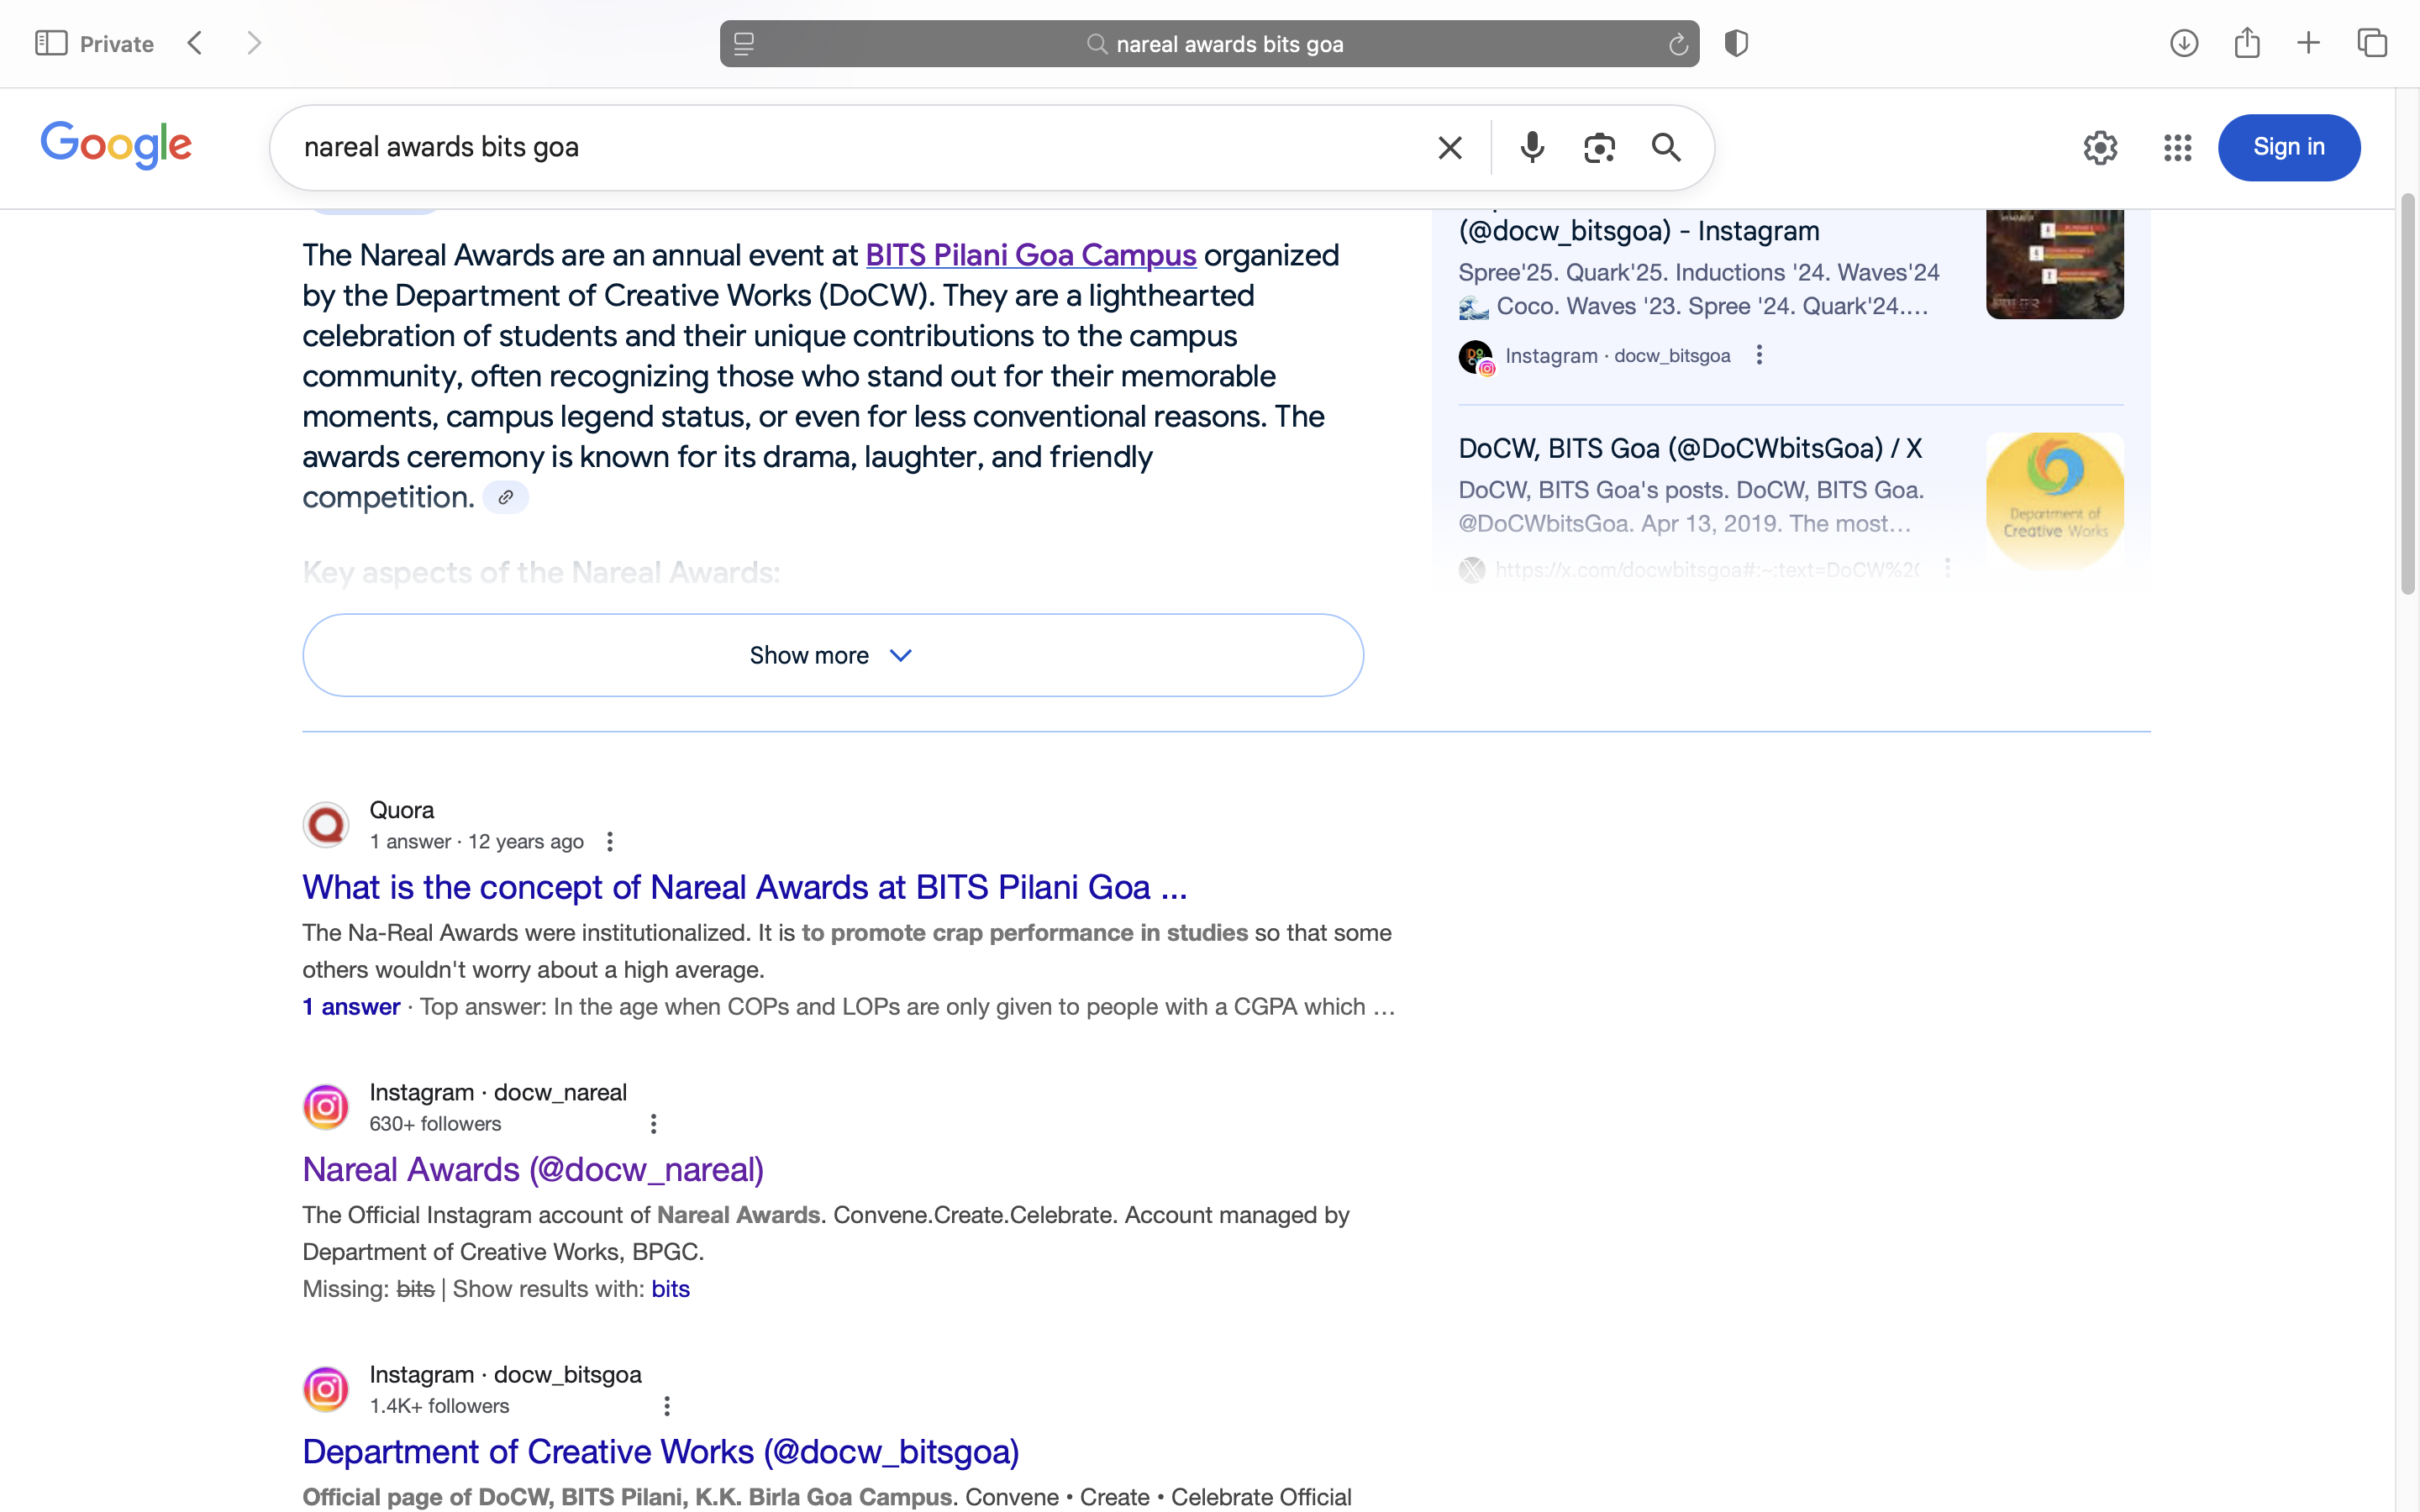 Private
nareal awards bits goa
Google
nareal awards bits goa
Sign in
The Nareal Awards are an annual event at BITS Pilani Goa Campus organized
by the Department of Creative Works (DoCW). They are a lighthearted
celebration of students and their unique contributions to the campus
community, often recognizing those who stand out for their memorable
moments, campus legend status, or even for less conventional reasons. The
awards ceremony is known for its drama, laughter, and friendly
competition.
Key aspects of the Nareal Awards:
Show more
(@docw_bitsgoa) - Instagram
Spree'25. Quark'25. Inductions '24. Waves'24
🌊 Coco. Waves '23. Spree '24. Quark'24....
Instagram · docw_bitsgoa
DoCW, BITS Goa (@DoCWbitsGoa) / X
DoCW, BITS Goa's posts. DoCW, BITS Goa.
@DoCWbitsGoa. Apr 13, 2019. The most...
https://x.com/docwbitsgoa#:~:text=DoCW%2
Department of
Creative Works
Quora
1 answer · 12 years ago
What is the concept of Nareal Awards at BITS Pilani Goa ...
The Na-Real Awards were institutionalized. It is to promote crap performance in studies so that some
others wouldn't worry about a high average.
1 answer · Top answer: In the age when COPs and LOPs are only given to people with a CGPA which ...
Instagram · docw_nareal
630+ followers
Nareal Awards (@docw_nareal)
The Official Instagram account of Nareal Awards. Convene.Create.Celebrate. Account managed by
Department of Creative Works, BPGC.
Missing: bits | Show results with: bits
Instagram · docw_bitsgoa
1.4K+ followers
Department of Creative Works (@docw_bitsgoa)
Official page of DoCW, BITS Pilani, K.K. Birla Goa Campus. Convene • Create • Celebrate Official